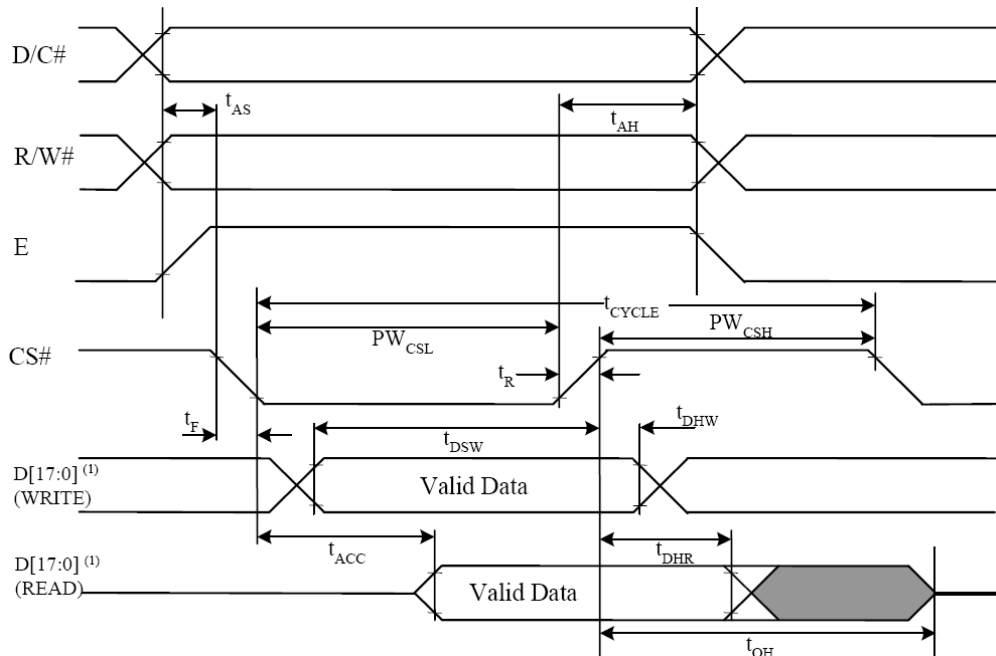 D/C#
t_AS
t_AH
R/W#
E
t_CYCLE
PW_CSL
PW_CSH
CS#
t_R
t_F
t_DSW
t_DHW
D[17:0] (1)
(WRITE)
Valid Data
t_ACC
t_DHR
D[17:0] (1)
(READ)
Valid Data
t_OH